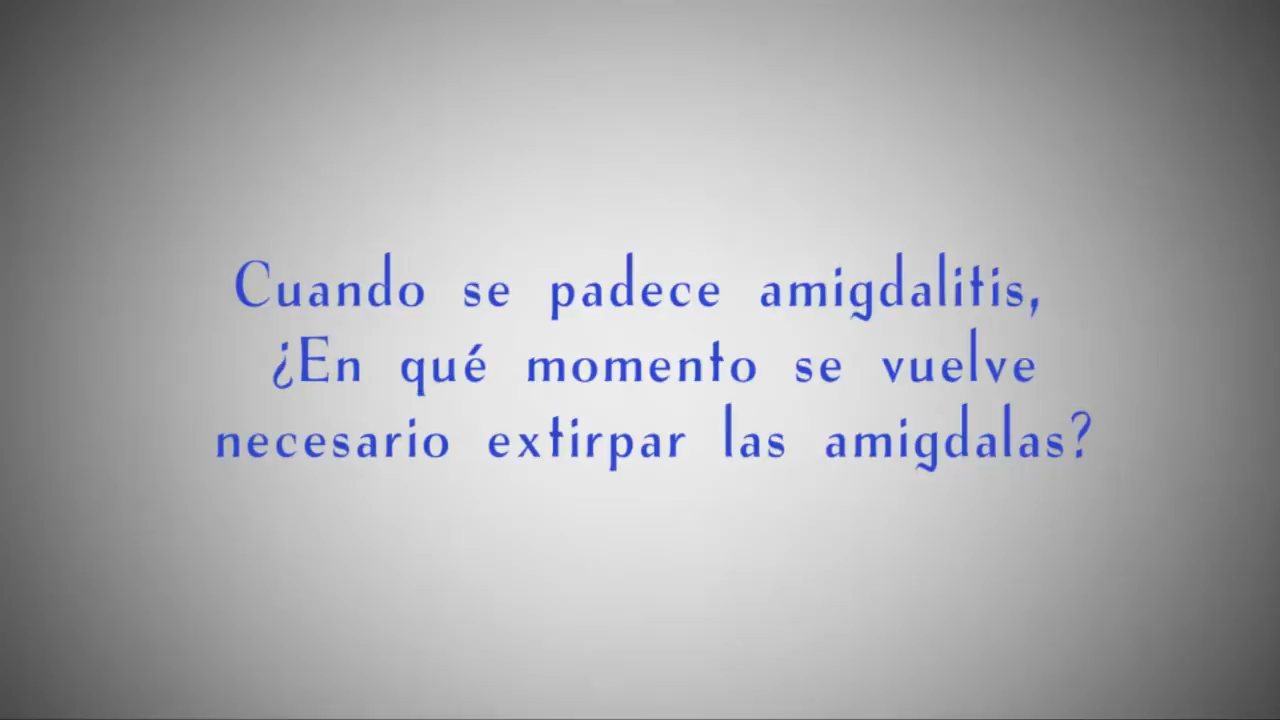 Cuando se padece amigdalitis,
¿En qué momento se vuelve
necesario extirpar las amigdalas?